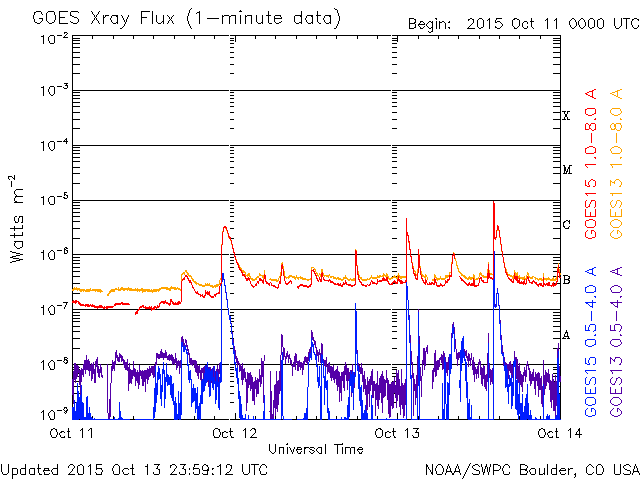 GOES Xray Flux (1-minute data)
Begin: 2015 Oct 11 0000 UTC
10-2
10-3
10-4
10-5
10-6
10-7
10-8
10-9
Watts m-2
X
M
C
B
A
GOES15 1.0-8.0 A
GOES13 1.0-8.0 A
GOES15 0.5-4.0 A
GOES13 0.5-4.0 A
Oct 11
Oct 12
Oct 13
Oct 14
Universal Time
Updated 2015 Oct 13 23:59:12 UTC
NOAA/SWPC Boulder, CO USA